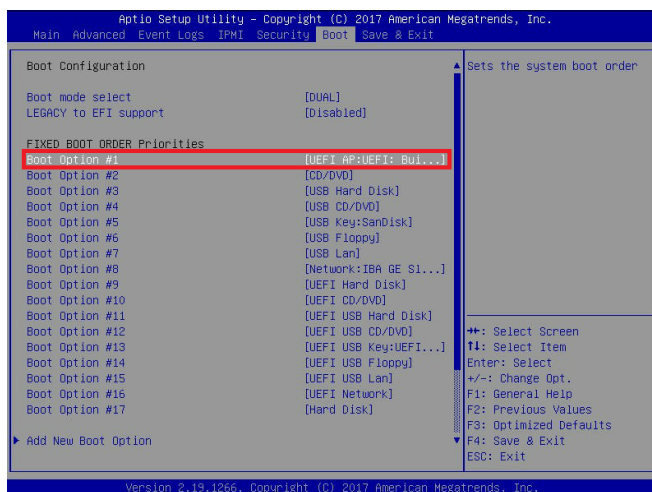 Aptio Setup Utility – Copyright (C) 2017 American Megatrends, Inc.
Main Advanced Event Logs IPMI Security Boot Save & Exit
Boot Configuration
Boot mode select [DUAL]
LEGACY to EFI support [Disabled]
FIXED BOOT ORDER Priorities
Boot Option #1 [UEFI AP:UEFI: Bui...]
Boot Option #2 [CD/DVD]
Boot Option #3 [USB Hard Disk]
Boot Option #4 [USB CD/DVD]
Boot Option #5 [USB Key:SanDisk]
Boot Option #6 [USB Floppy]
Boot Option #7 [USB Lan]
Boot Option #8 [Network:IBA GE Sl...]
Boot Option #9 [UEFI Hard Disk]
Boot Option #10 [UEFI CD/DVD]
Boot Option #11 [UEFI USB Hard Disk]
Boot Option #12 [UEFI USB CD/DVD]
Boot Option #13 [UEFI USB Key:UEFI...]
Boot Option #14 [UEFI USB Floppy]
Boot Option #15 [UEFI USB Lan]
Boot Option #16 [UEFI Network]
Boot Option #17 [Hard Disk]
Add New Boot Option
Sets the system boot order
→←: Select Screen
↑↓: Select Item
Enter: Select
+/-: Change Opt.
F1: General Help
F2: Previous Values
F3: Optimized Defaults
F4: Save & Exit
ESC: Exit
Version 2.19.1266. Copyright (C) 2017 American Megatrends, Inc.